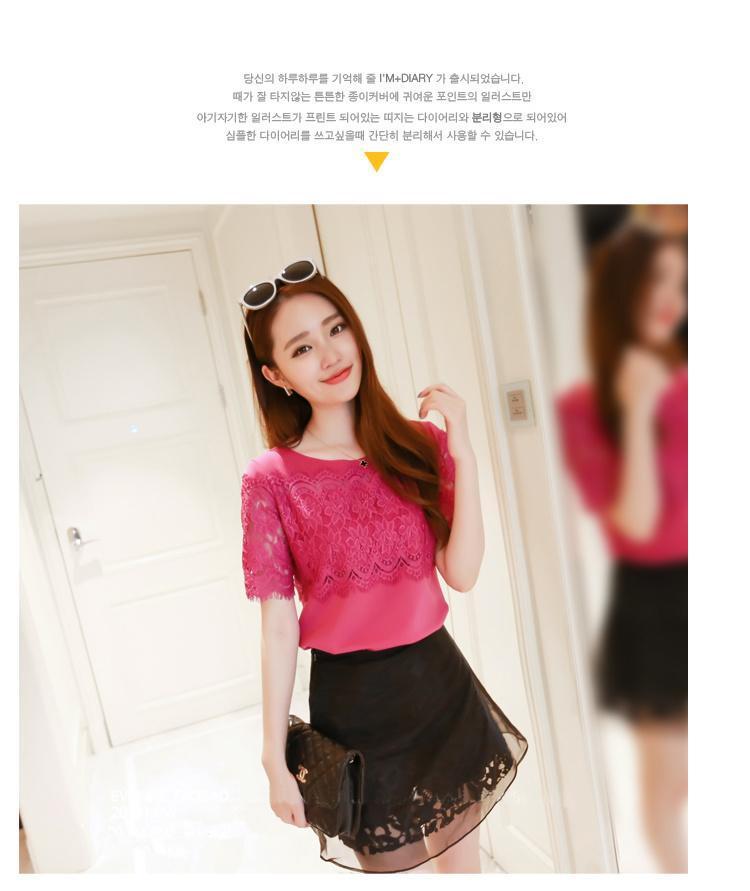 당신의 하루하루를 기억해 줄 I'M+DIARY 가 출시되었습니다.
때가 잘 타지않는 튼튼한 종이커버에 귀여운 포인트의 일러스트만
아기자기한 일러스트가 프린트 되어있는 띠지는 다이어리와 분리형으로 되어있어
심플한 다이어리를 쓰고싶을때 간단히 분리해서 사용할 수 있습니다.